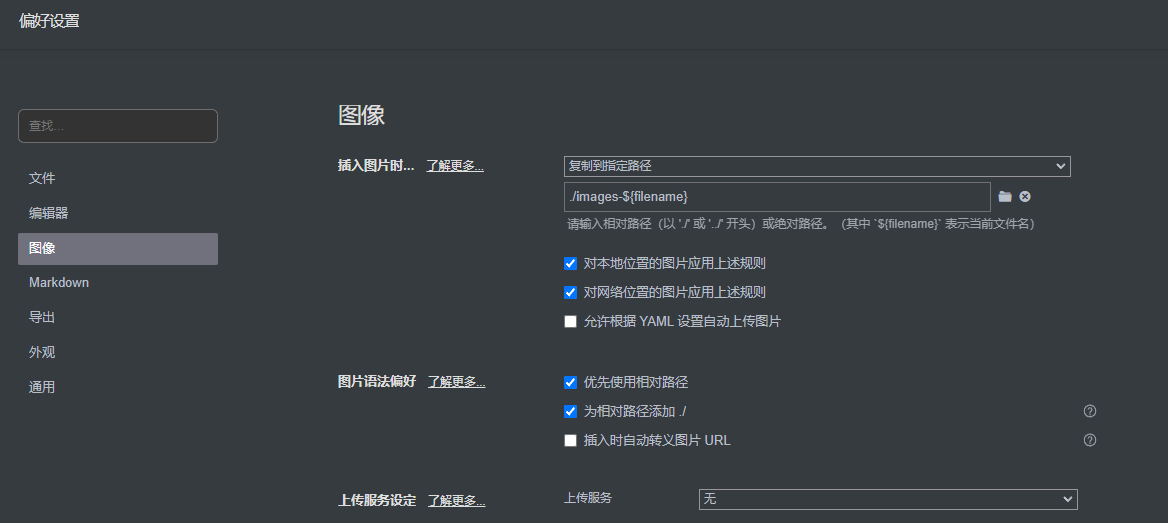 偏好设置
查找...
文件
编辑器
图像
Markdown
导出
外观
通用
图像
插入图片时... 了解更多... 复制到指定路径
./images-${filename}
请输入相对路径（以 './' 或 '../' 开头）或绝对路径。（其中 `${filename}` 表示当前文件名）
对本地位置的图片应用上述规则
对网络位置的图片应用上述规则
允许根据 YAML 设置自动上传图片
图片语法偏好 了解更多... 优先使用相对路径
为相对路径添加 ./
插入时自动转义图片 URL
上传服务设定 了解更多... 上传服务 无